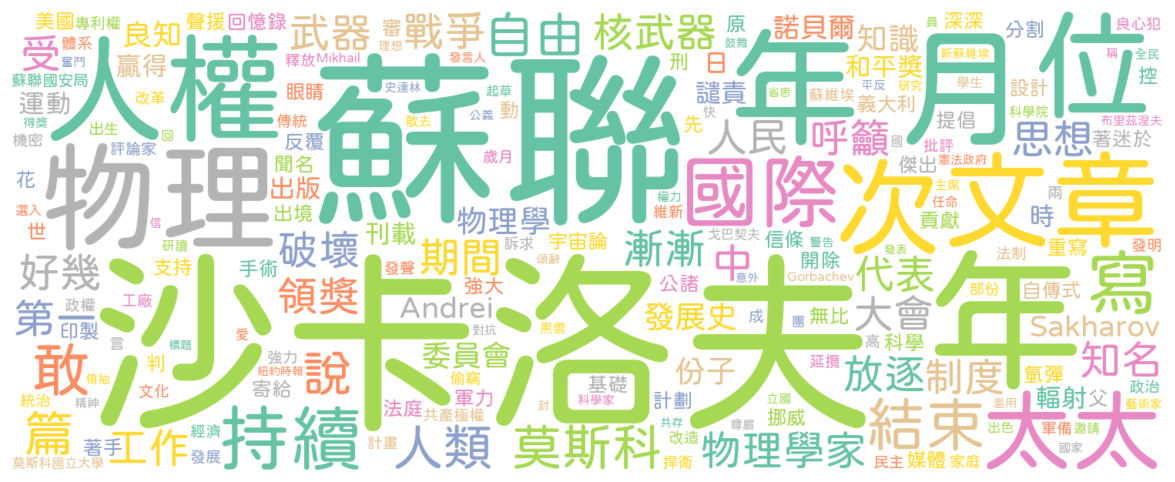 美國 專利權 聲援 回憶錄 武器 審 戰爭 自由 核武器 原 諾貝爾 員 深深 分割 良心犯
受 體系 良知 理想 刑 日 知識 鼓舞 新蘇維埃 稱 全民
奮鬥 贏得 釋放 Mikhail 發言人 和平獎 平反 研究 學生 設計 控
蘇聯國安局 人權 眼睛 史達林 起草 動 譴責 省思 蘇維埃 義大利 科學院
運動 改革 傳統 公義 快 先 年 月 位 布里兹涅夫
得獎 出生 回 反覆 散去 人民 呼籲 國 提倡 思想 著迷於
機密 評論家 聞名 歲月 蘇聯 批評 傑出 憲法政府
花 物理 出版 權力 國際 次 主席 任命 兩 文章
選入 世 信 出境 物理學 維新 貢獻 時 維新
研讀 破壞 刊載 訴求 宇宙論 漸漸 戈巴契夫 信條 警告 發表 重寫 發明
好幾 支持 手術 期間 頌辭 中 開除 法制 寫
政權 工廠 發聲 強大 公諸 意外 Gorbachev 代表 部份 自傳式
第一 印製 領獎 Andrei 發展史 成 團 無比 大會 年 Sakharov
言 愛 對抗 黑雲 高 科學
敢 標題 判 沙卡洛夫 說 強力 委員會 份子 延攬 知名
領袖 文化 紐約時報 偷竊 基礎 放逐 制度 氫彈
統治 精神 寄給 軍力 科學家 計劃 立國 挪威 輻射 父 政治
篇 著手 經濟 持續 法庭 共產極權 封 共存 尊嚴 濫用 出色 軍備 邀請 藝術家
工作 發展 計畫 人類 莫斯科 改造 捍衛 物理學家 結束 太太
莫斯科國立大學 民主 媒體 家庭 國家